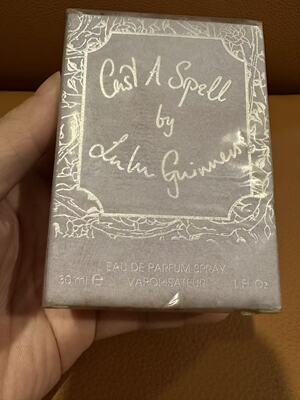 Cast A Spell
by
Lulu Guinness
EAU DE PARFUM SPRAY
30 ml e VAPORISATEUR 1 Fl. Oz